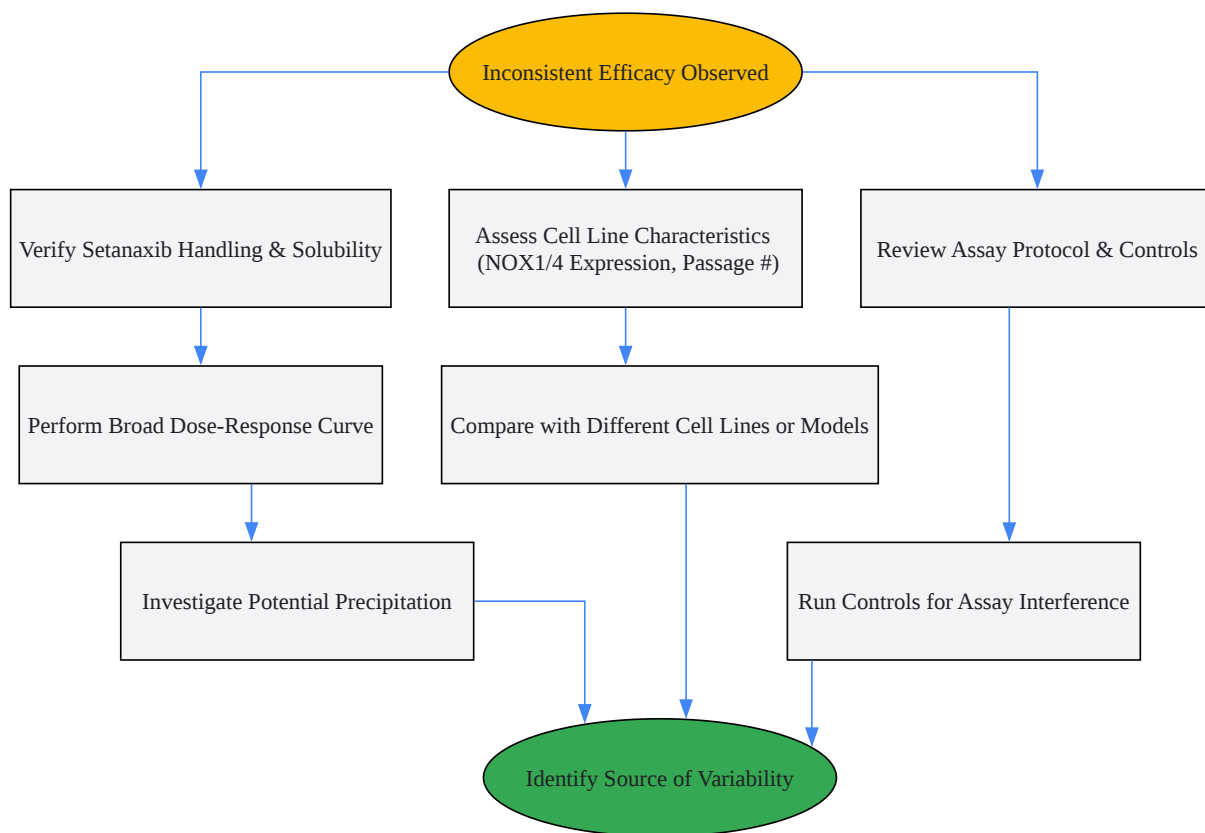 Inconsistent Efficacy Observed
Verify Setanaxib Handling & Solubility
Assess Cell Line Characteristics
(NOX1/4 Expression, Passage #)
Review Assay Protocol & Controls
Perform Broad Dose-Response Curve
Compare with Different Cell Lines or Models
Investigate Potential Precipitation
Run Controls for Assay Interference
Identify Source of Variability